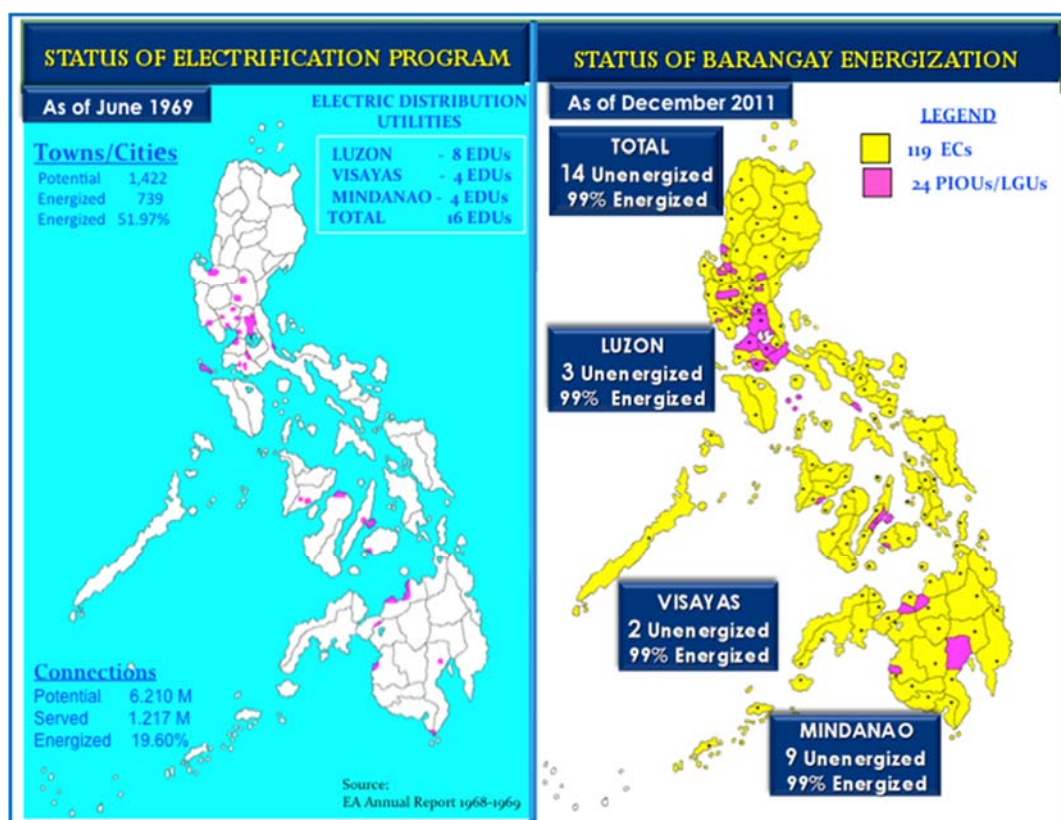 STATUS OF ELECTRIFICATION PROGRAM
As of June 1969
ELECTRIC DISTRIBUTION
UTILITIES
LUZON - 8 EDUs
VISAYAS - 4 EDUs
MINDANAO - 4 EDUs
TOTAL 16 EDUs
Towns/Cities
Potential 1,422
Energized 739
Energized 51.97%
Connections
Potential 6.210 M
Served 1.217 M
Energized 19.60%
Source:
EA Annual Report 1968-1969
STATUS OF BARANGAY ENERGIZATION
As of December 2011
LEGEND
119 ECs
24 PIOUs/LGUs
TOTAL
14 Unenergized
99% Energized
LUZON
3 Unenergized
99% Energized
VISAYAS
2 Unenergized
99% Energized
MINDANAO
9 Unenergized
99% Energized